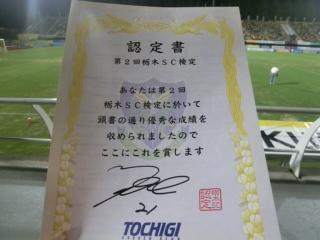 認定書
第2回栃木SC検定
あなたは第2回
栃木SC検定に於いて
頭書の通り優秀な成績を
収められましたので
ここにこれを賞します
21
TOCHIGI
SOCCER CLUB